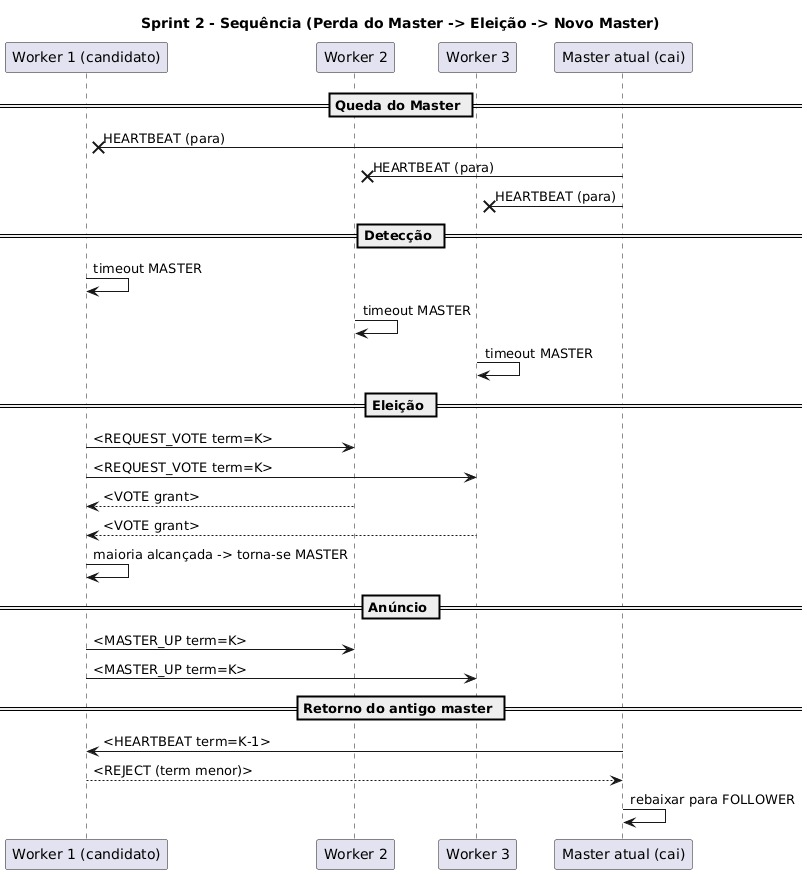 Sprint 2 - Sequência (Perda do Master -> Eleição -> Novo Master)
Worker 1 (candidato)
Worker 2
Worker 3
Master atual (cai)
Queda do Master
HEARTBEAT (para)
HEARTBEAT (para)
HEARTBEAT (para)
Detecção
timeout MASTER
timeout MASTER
timeout MASTER
Eleição
<REQUEST_VOTE term=K>
<REQUEST_VOTE term=K>
<VOTE grant>
<VOTE grant>
maioria alcançada -> torna-se MASTER
Anúncio
<MASTER_UP term=K>
<MASTER_UP term=K>
Retorno do antigo master
<HEARTBEAT term=K-1>
<REJECT (term menor)>
rebaixar para FOLLOWER
Worker 1 (candidato)
Worker 2
Worker 3
Master atual (cai)